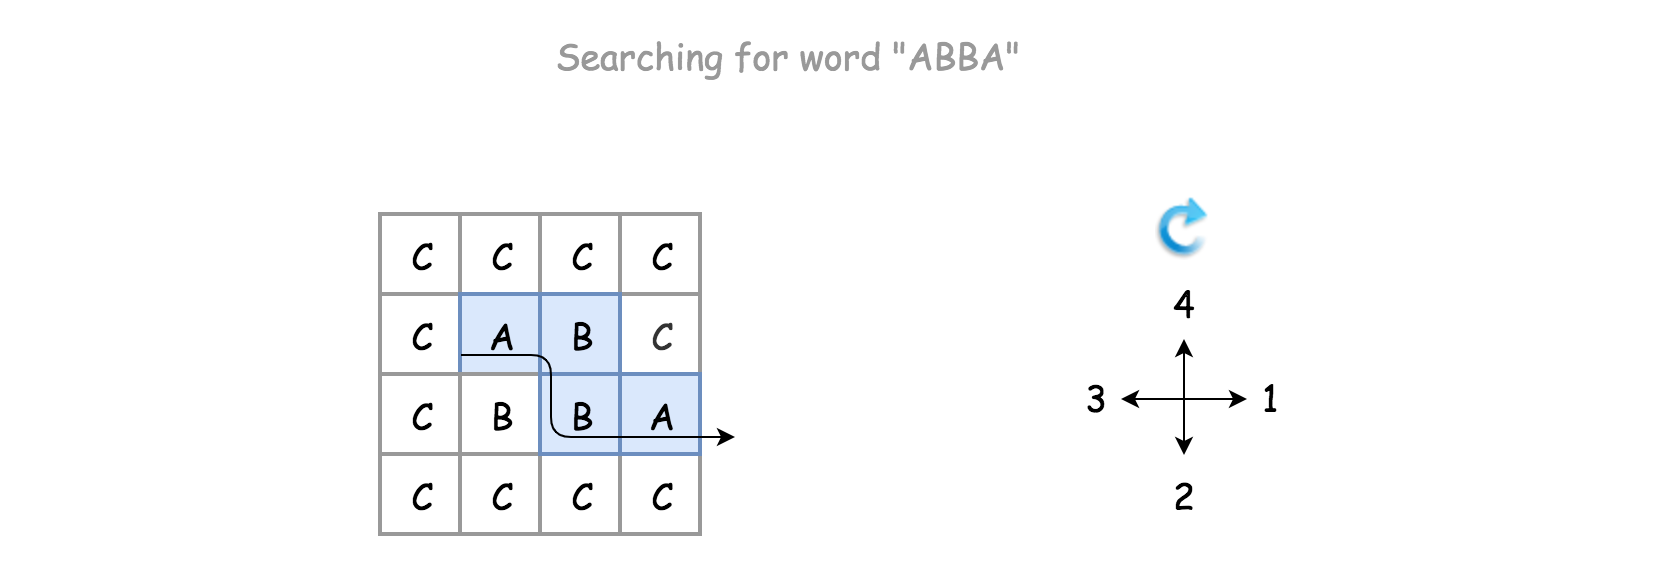 Searching for word "ABBA"
C C C C
C A B C
C B B A
C C C C
4
3 1
2